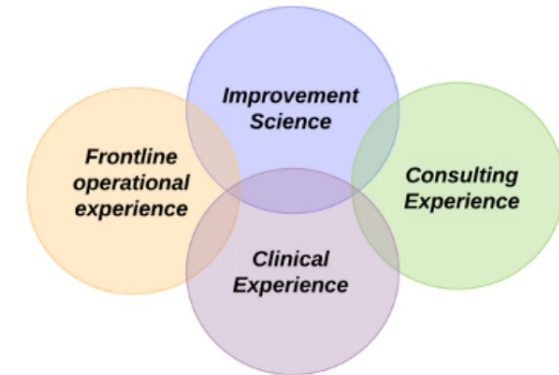 Improvement
Science
Frontline
operational
experience
Consulting
Experience
Clinical
Experience